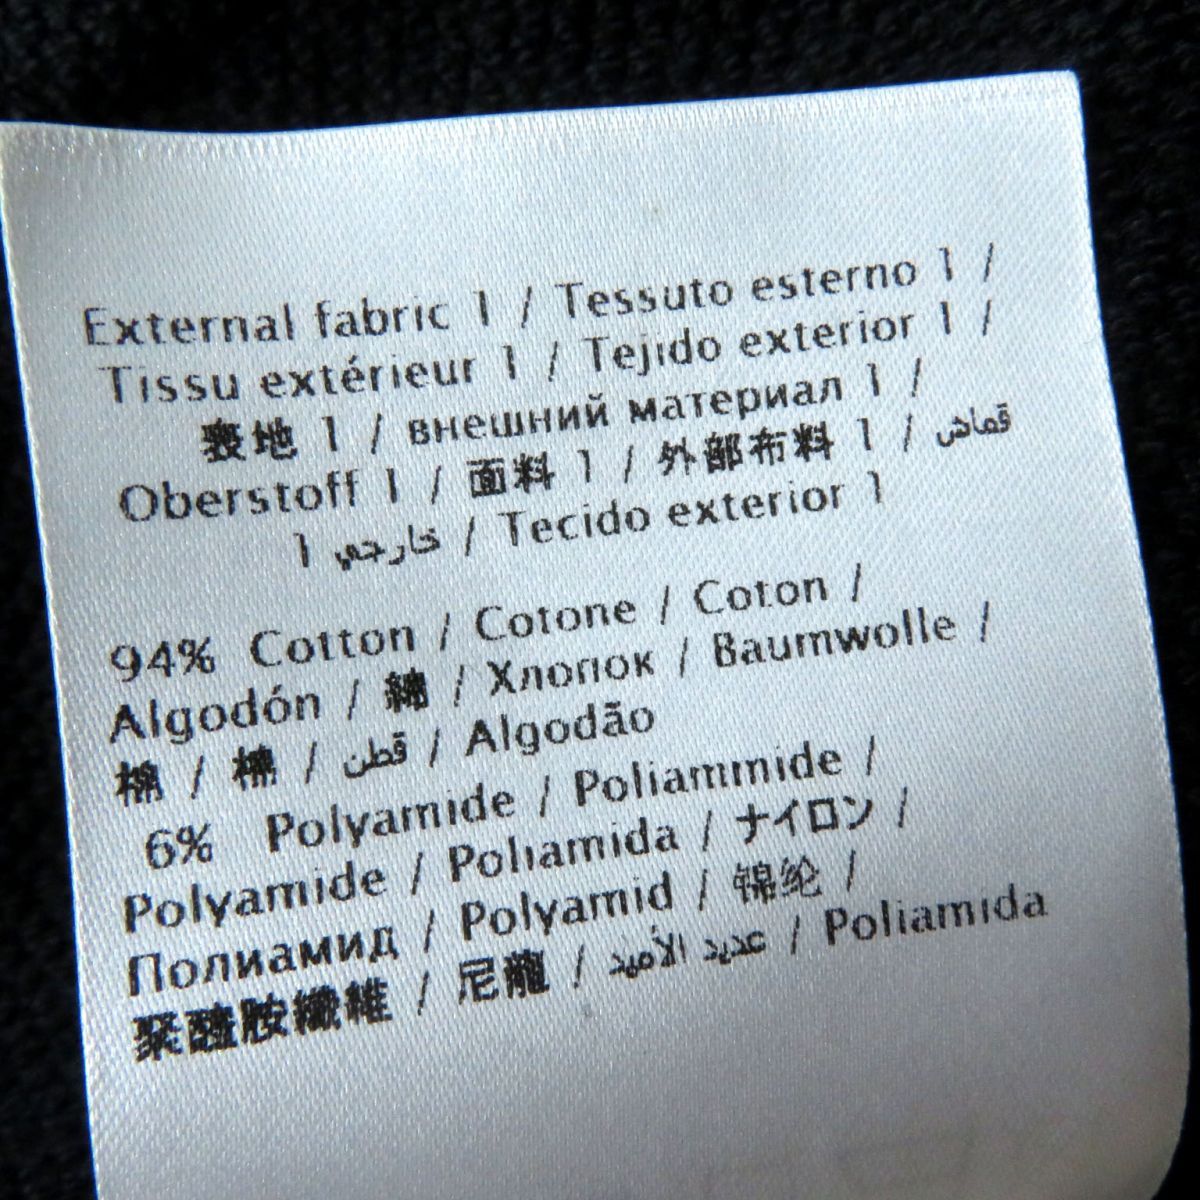 External fabric 1 / Tessuto esterno 1 /
Tissu extérieur 1 / Tejido exterior 1 /
表地 1 / внешний материал 1 /
Oberstoff 1 / 面料 1 / 外部布料 1 / قماش
خارجي 1 / Tecido exterior 1
94% Cotton / Cotone / Coton /
Algodón / 綿 / Хлопок / Baumwolle /
棉 / 棉 / قطن / Algodão
6% Polyamide / Poliammide /
Polyamide / Poliamida / ナイロン /
Полиамид / Polyamid / 锦纶 /
聚醯胺纖維 / 尼龍 / عديد الأميد / Poliamida